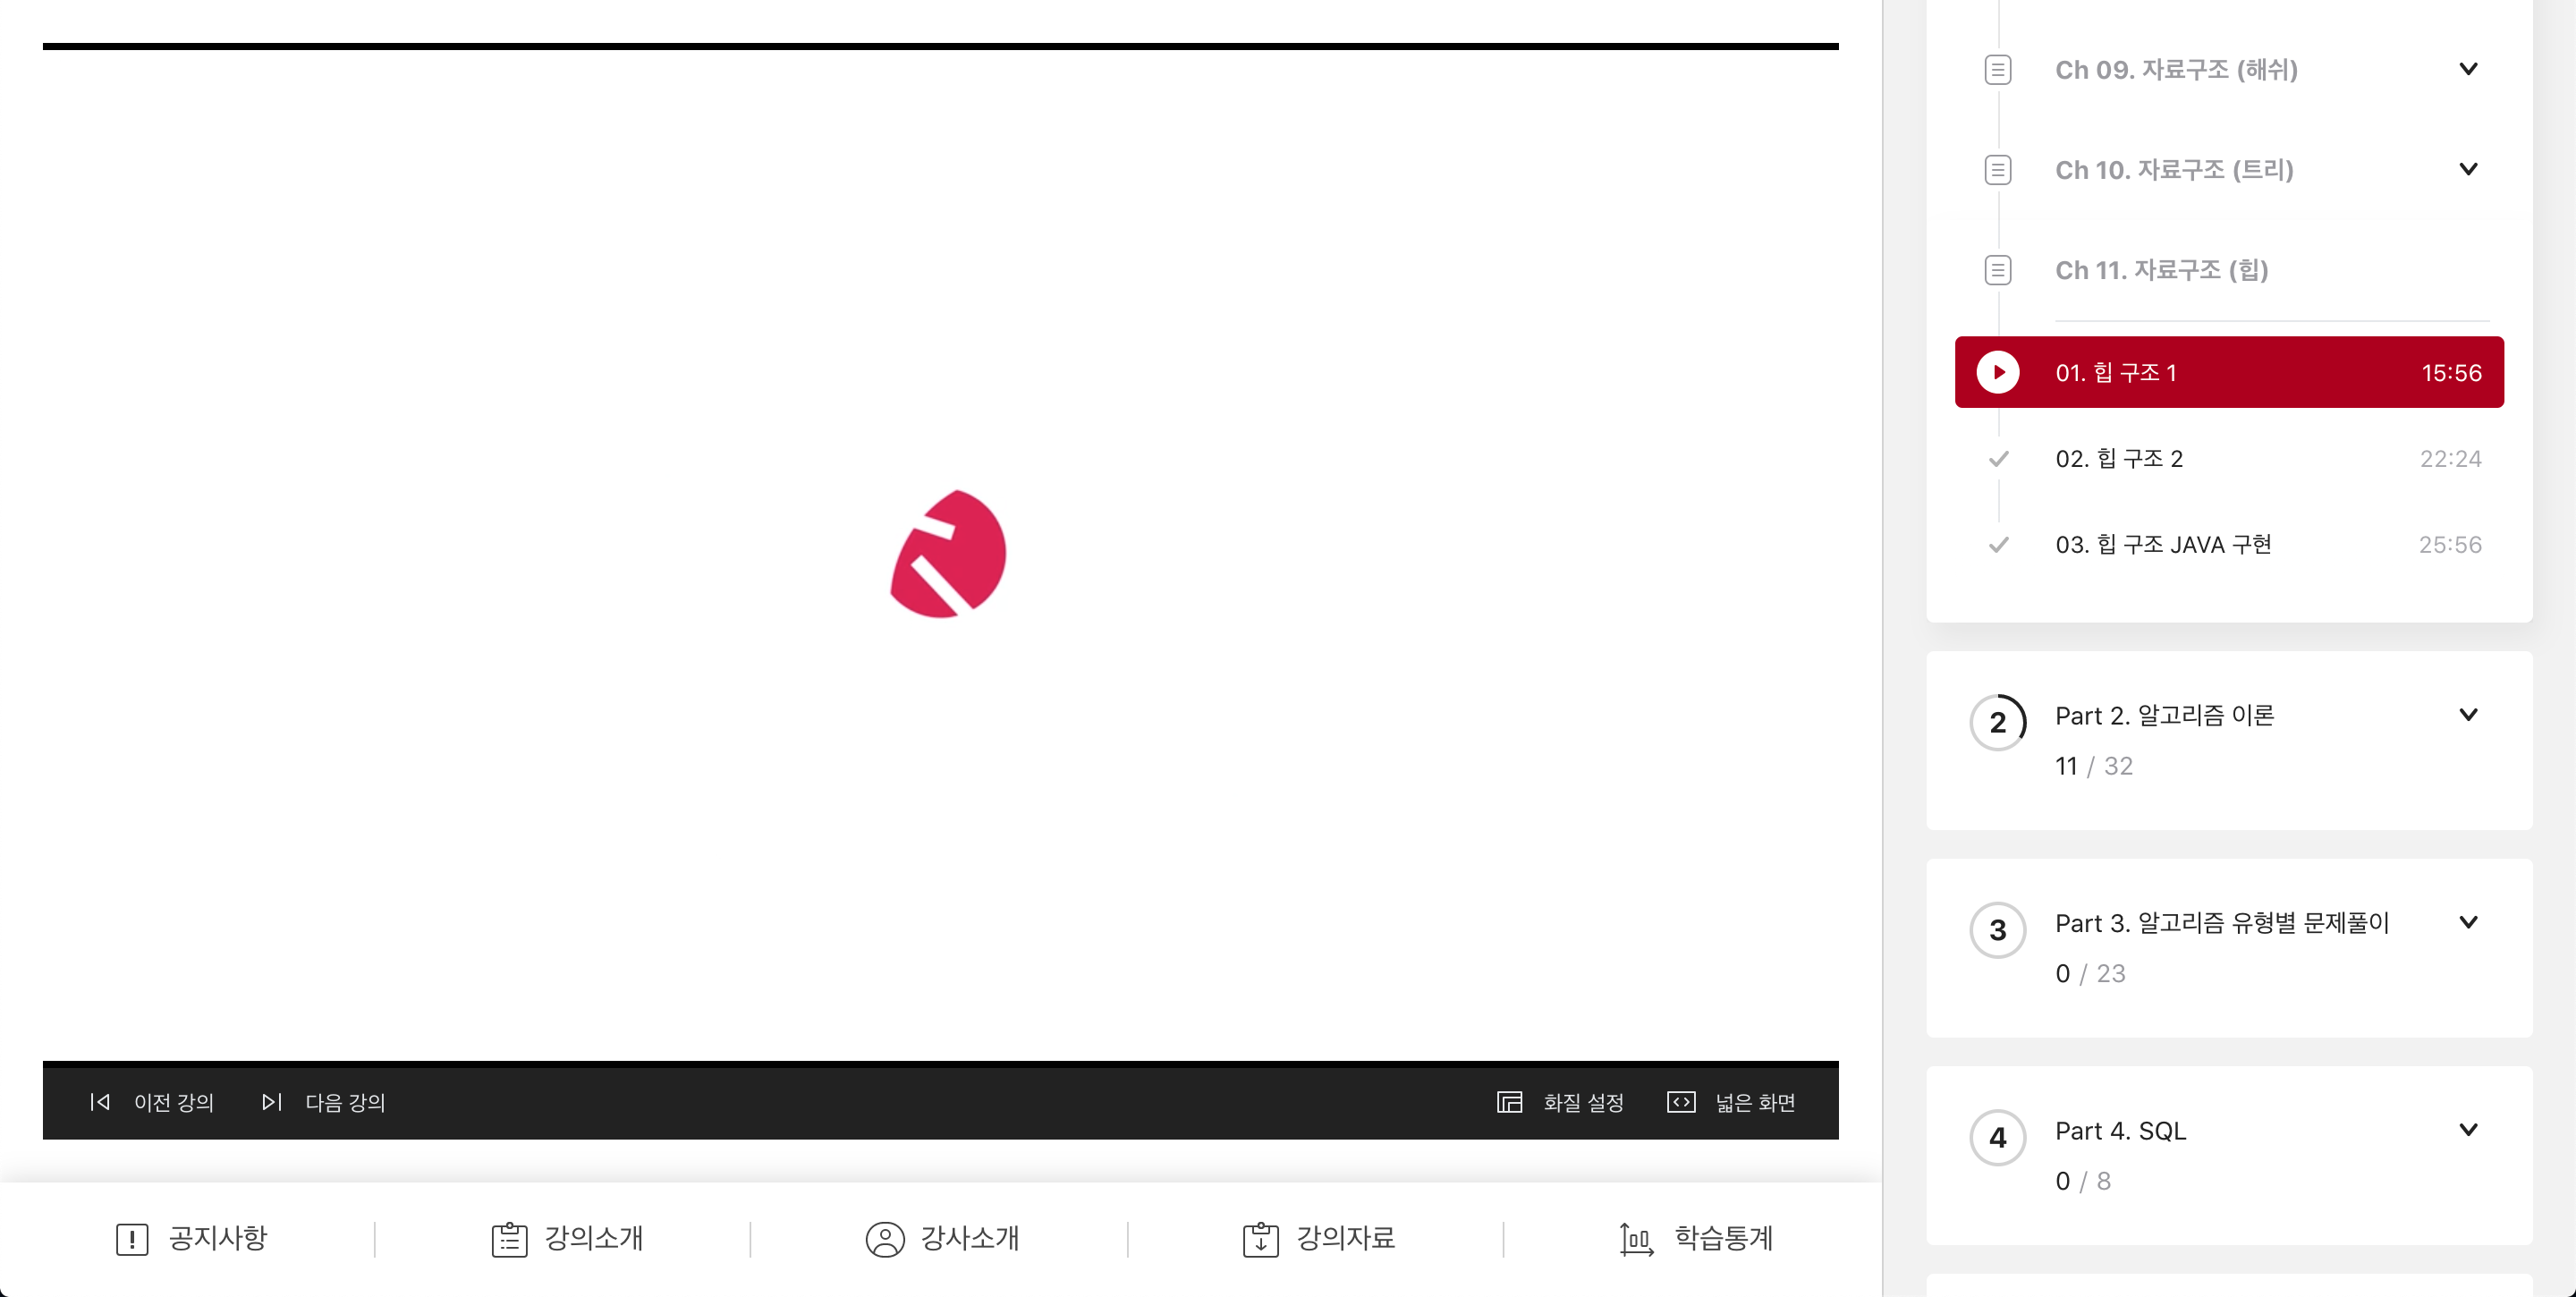 Ch 09. 자료구조 (해쉬)
Ch 10. 자료구조 (트리)
Ch 11. 자료구조 (힙)
01. 힙 구조 1 15:56
02. 힙 구조 2 22:24
03. 힙 구조 JAVA 구현 25:56
2 Part 2. 알고리즘 이론
11 / 32
3 Part 3. 알고리즘 유형별 문제풀이
0 / 23
4 Part 4. SQL
0 / 8
이전 강의 다음 강의 화질 설정 넓은 화면
공지사항 강의소개 강사소개 강의자료 학습통계